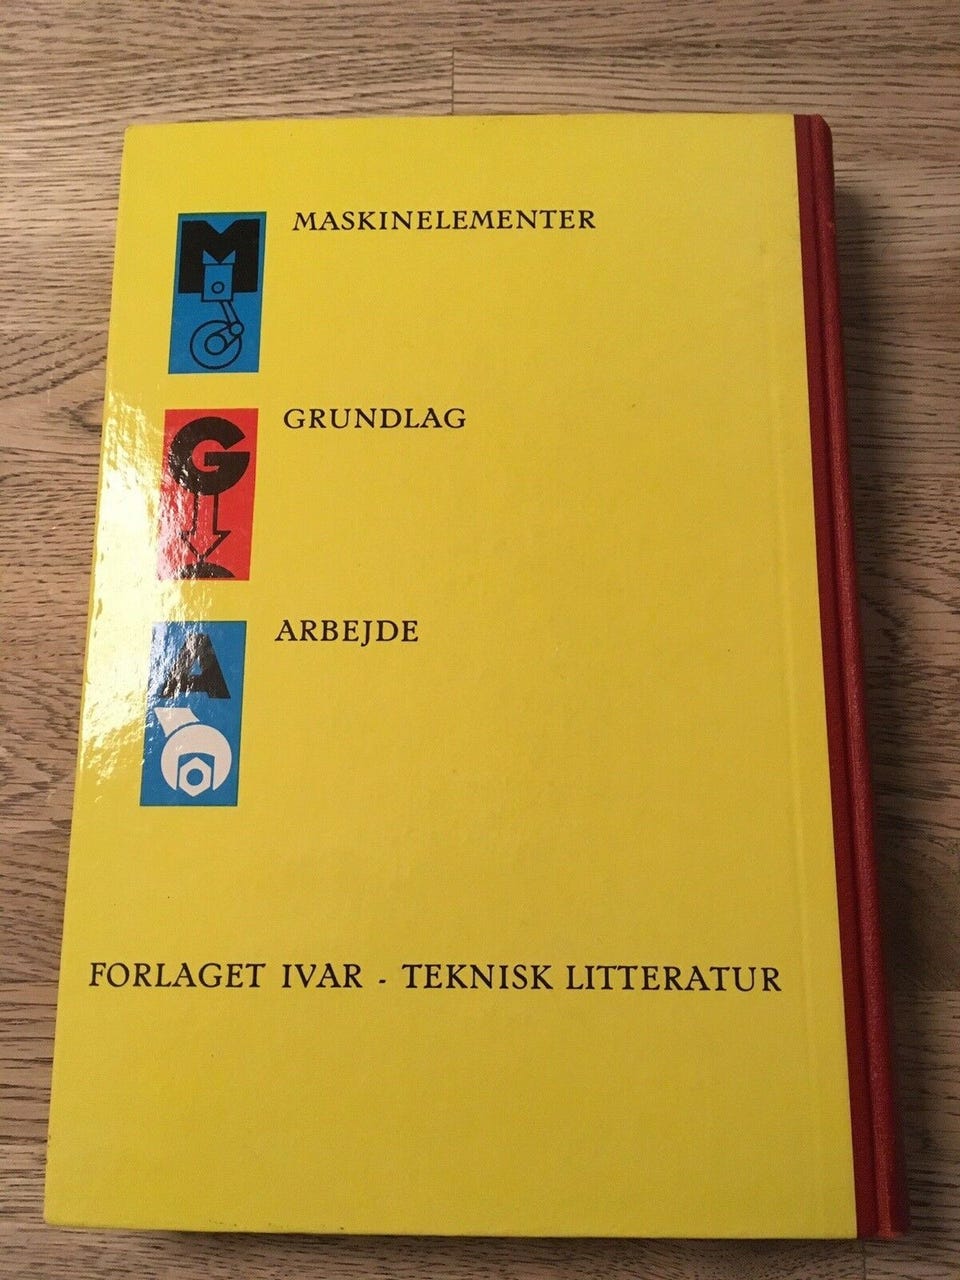 M
MASKINELEMENTER
G
GRUNDLAG
A
ARBEJDE
FORLAGET IVAR - TEKNISK LITTERATUR